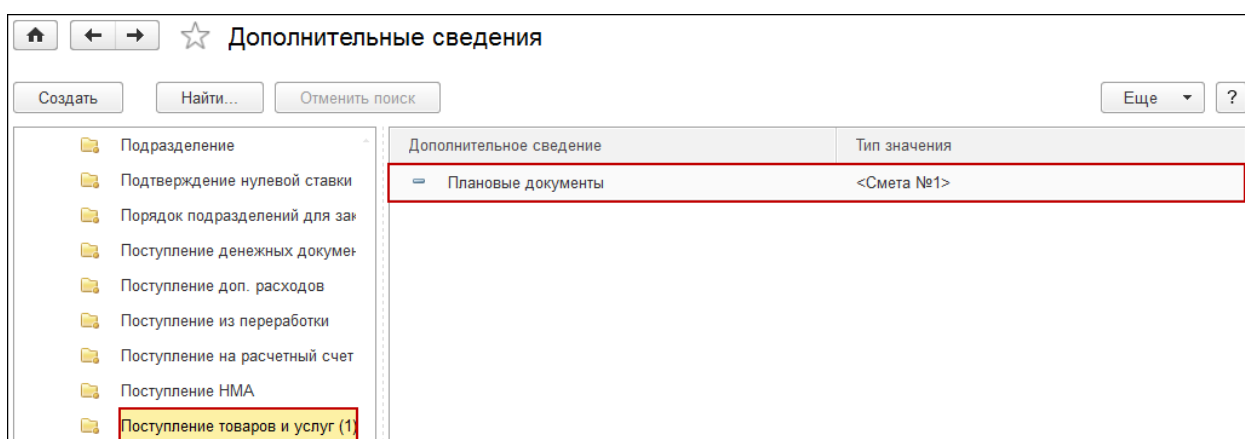 Дополнительные сведения
Создать Найти... Отменить поиск Еще ?
Подразделение
Подтверждение нулевой ставки
Порядок подразделений для зак
Поступление денежных докумен
Поступление доп. расходов
Поступление из переработки
Поступление на расчетный счет
Поступление НМА
Поступление товаров и услуг (1)
Дополнительное сведение Тип значения
Плановые документы <Смета №1>